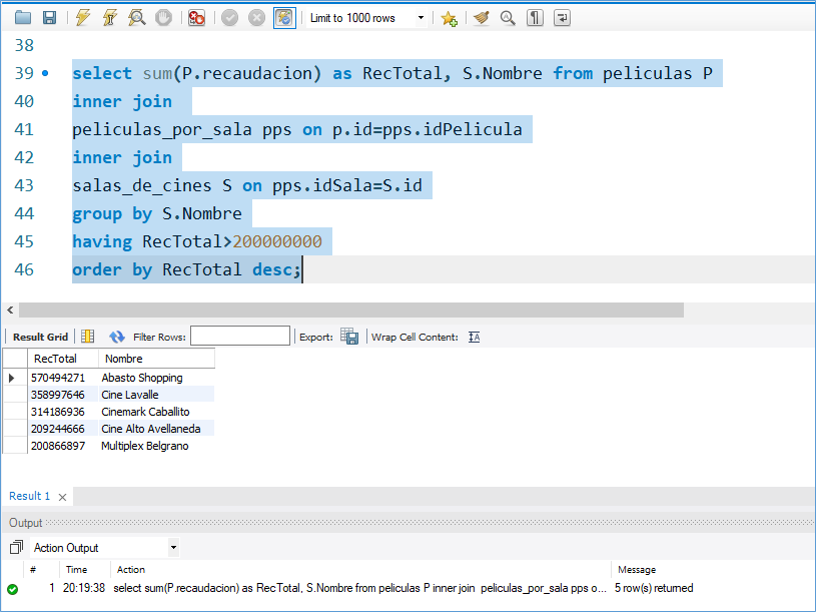 Limit to 1000 rows
38
39 select sum(P.recaudacion) as RecTotal, S.Nombre from peliculas P
40 inner join
41 peliculas_por_sala pps on p.id=pps.idPelicula
42 inner join
43 salas_de_cines S on pps.idSala=S.id
44 group by S.Nombre
45 having RecTotal>200000000
46 order by RecTotal desc;
Result Grid Filter Rows: Export: Wrap Cell Content:
RecTotal Nombre
570494271 Abasto Shopping
358997646 Cine Lavalle
314186936 Cinemark Caballito
209244666 Cine Alto Avellaneda
200866897 Multiplex Belgrano
Result 1
Output
Action Output
# Time Action Message
1 20:19:38 select sum(P.recaudacion) as RecTotal, S.Nombre from peliculas P inner join peliculas_por_sala pps o... 5 row(s) returned